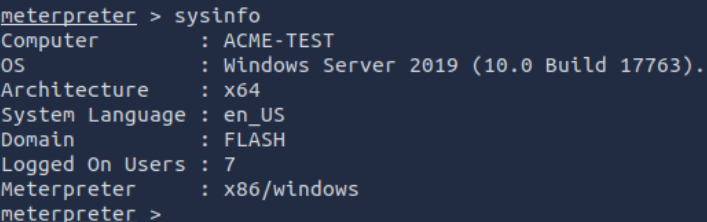 meterpreter > sysinfo
Computer        : ACME-TEST
OS              : Windows Server 2019 (10.0 Build 17763).
Architecture    : x64
System Language : en_US
Domain          : FLASH
Logged On Users : 7
Meterpreter     : x86/windows
meterpreter >